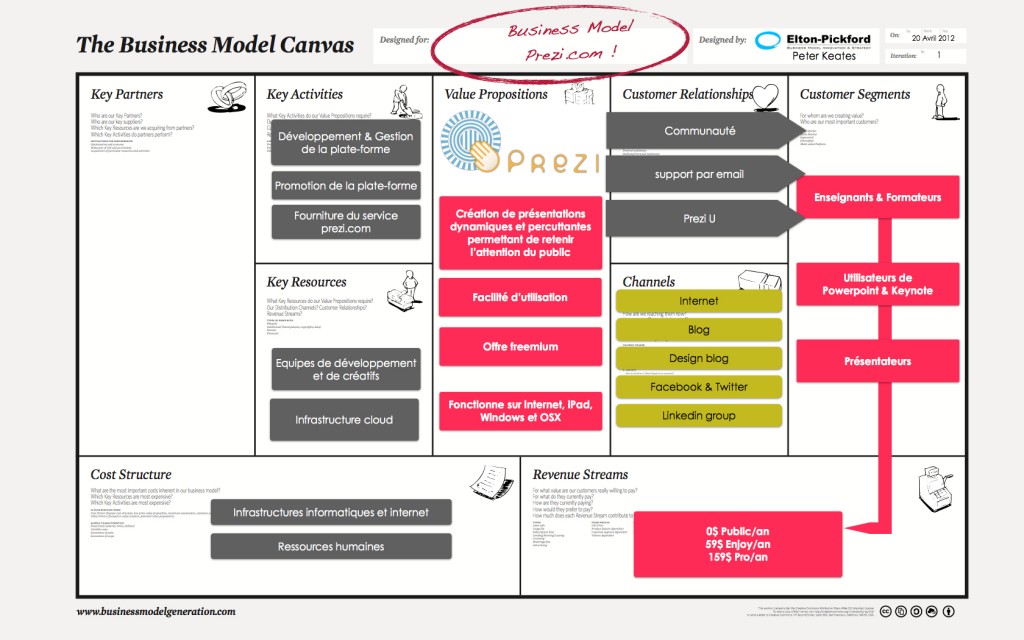 The Business Model Canvas
Designed for:
Business Model
Prezi.com !
Designed by:
Elton-Pickford
BUSINESS MODEL INNOVATION & STRATEGY
Peter Keates
On:
20 Avril 2012
Iteration:
1
Key Partners
Who are our Key Partners?
Who are our key suppliers?
Which Key Resources are we acquiring from partners?
Which Key Activities do partners perform?
Key Activities
What Key Activities do our Value Propositions require?
Développement & Gestion
de la plate-forme
Promotion de la plate-forme
Fourniture du service
prezi.com
Key Resources
What Key Resources do our Value Propositions require?
Our Distribution Channels? Customer Relationships?
Revenue Streams?
Equipes de développement
et de créatifs
Infrastructure cloud
Value Propositions
PREZI
Création de présentations
dynamiques et percuttantes
permettant de retenir
l'attention du public
Facilité d'utilisation
Offre freemium
Fonctionne sur Internet, iPad,
Windows et OSX
Customer Relationships
Communauté
support par email
Prezi U
Channels
Internet
How are we reaching them now?
Blog
Design blog
Facebook & Twitter
Linkedin group
Customer Segments
For whom are we creating value?
Who are our most important customers?
Enseignants & Formateurs
Utilisateurs de
Powerpoint & Keynote
Présentateurs
Cost Structure
What are the most important costs inherent in our business model?
Which Key Resources are most expensive?
Which Key Activities are most expensive?
Infrastructures informatiques et internet
Ressources humaines
Revenue Streams
For what value are our customers really willing to pay?
For what do they currently pay?
How are they currently paying?
How would they prefer to pay?
How much does each Revenue Stream contribute to
0$ Public/an
59$ Enjoy/an
159$ Pro/an
www.businessmodelgeneration.com